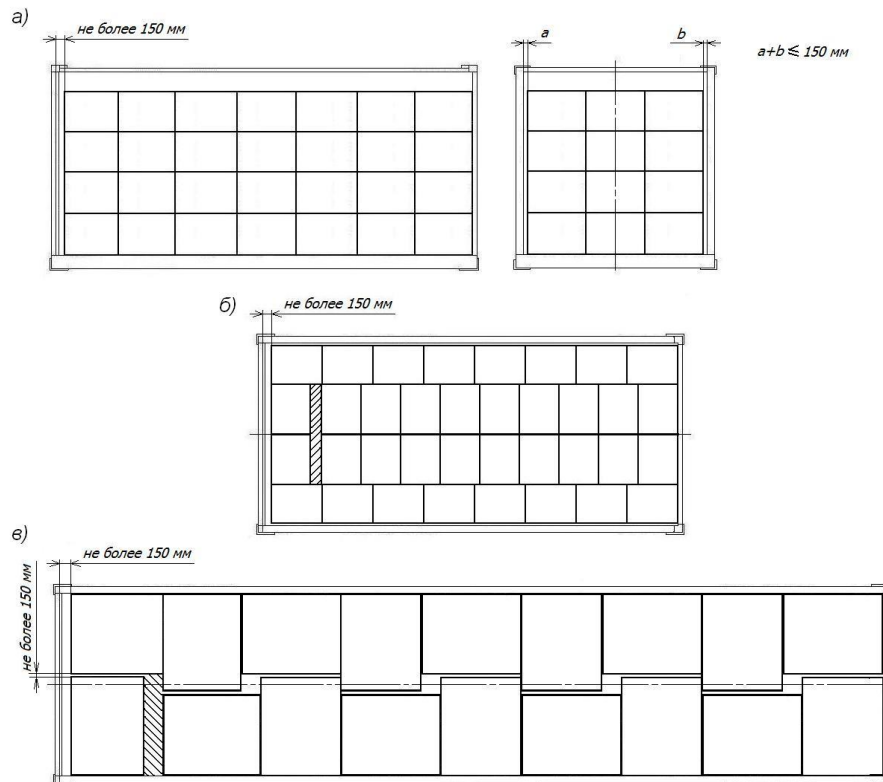 а)
не более 150 мм
a
b
a+b ≤ 150 мм
б)
не более 150 мм
в)
не более 150 мм
не более 150 мм